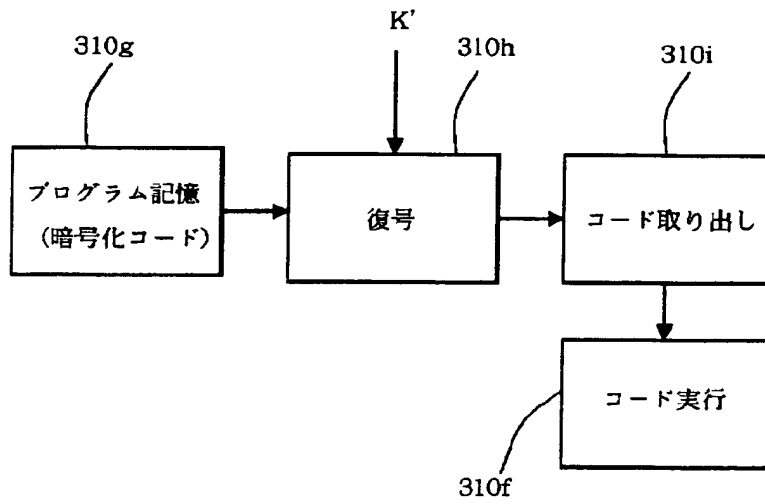 K'
310g
310h
310i
プログラム記憶
(暗号化コード)
復号
コード取り出し
コード実行
310f